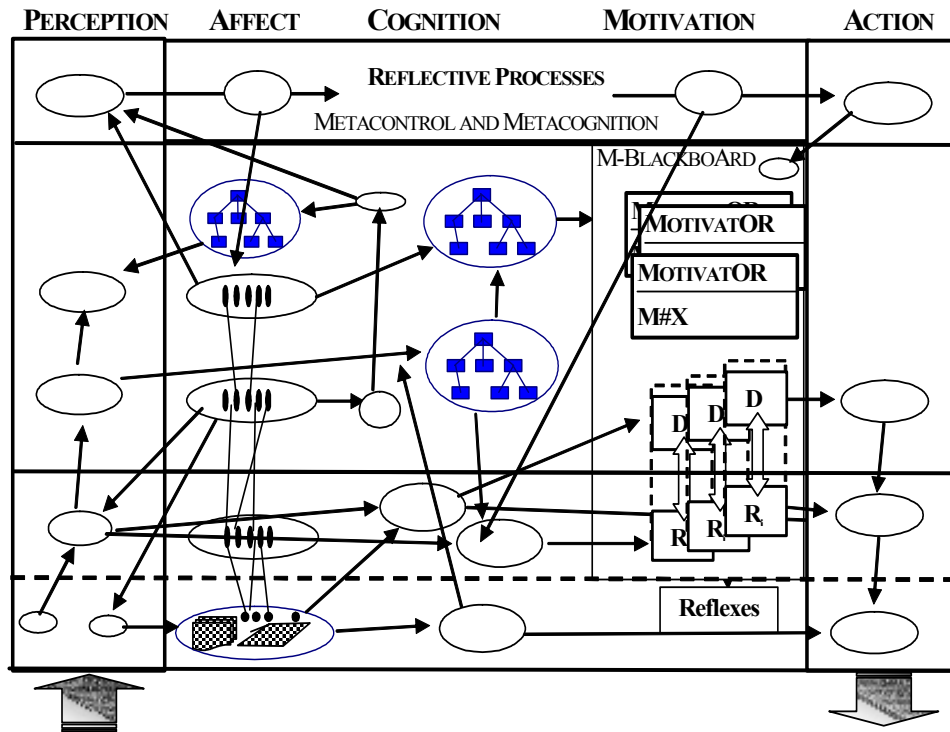 PERCEPTION AFFECT COGNITION MOTIVATION ACTION
REFLECTIVE PROCESSES
METACONTROL AND METACOGNITION
M-BLACKBOARD
M
MOTIVATOR
MOTIVATOR
M#X
D
D
D
R
R
R
Reflexes